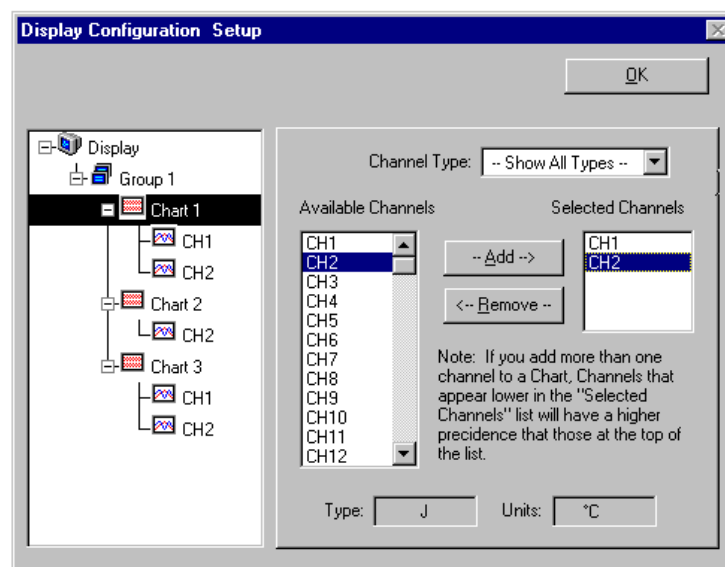 Display Configuration Setup
OK
Display
Group 1
Chart 1
CH1
CH2
Chart 2
CH2
Chart 3
CH1
CH2
Channel Type: -- Show All Types --
Available Channels
CH1
CH2
CH3
CH4
CH5
CH6
CH7
CH8
CH9
CH10
CH11
CH12
-- Add -->
<-- Remove --
Selected Channels
CH1
CH2
Note: If you add more than one
channel to a Chart, Channels that
appear lower in the "Selected
Channels" list will have a higher
precidence that those at the top of
the list.
Type: J Units: °C